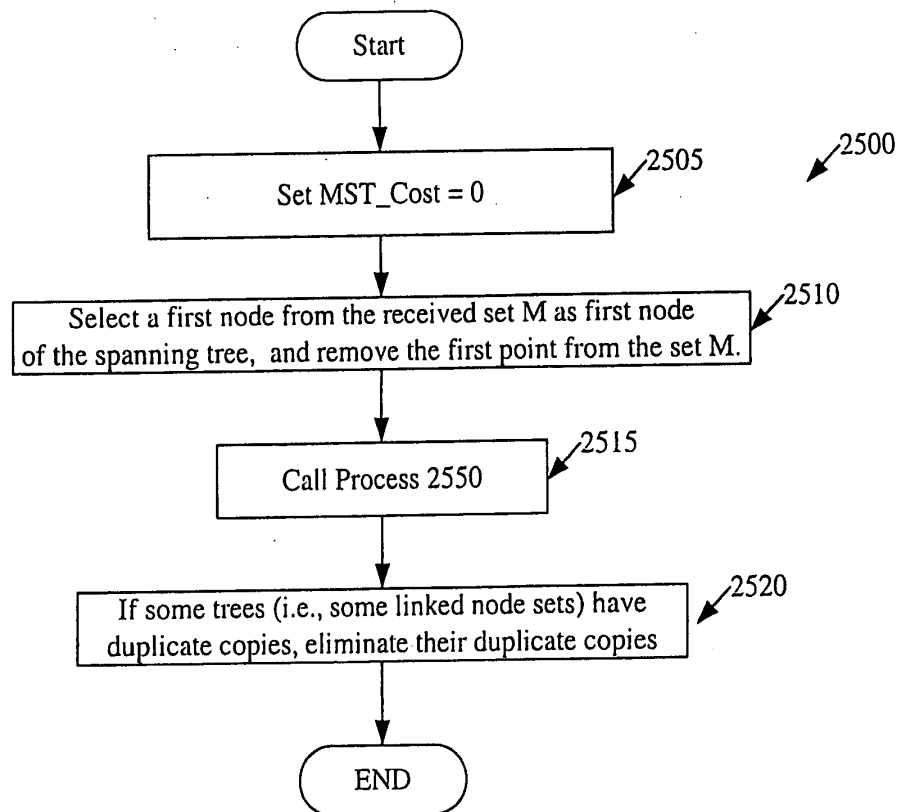 Start
2500
2505
Set MST_Cost = 0
2510
Select a first node from the received set M as first node
of the spanning tree, and remove the first point from the set M.
2515
Call Process 2550
2520
If some trees (i.e., some linked node sets) have
duplicate copies, eliminate their duplicate copies
END